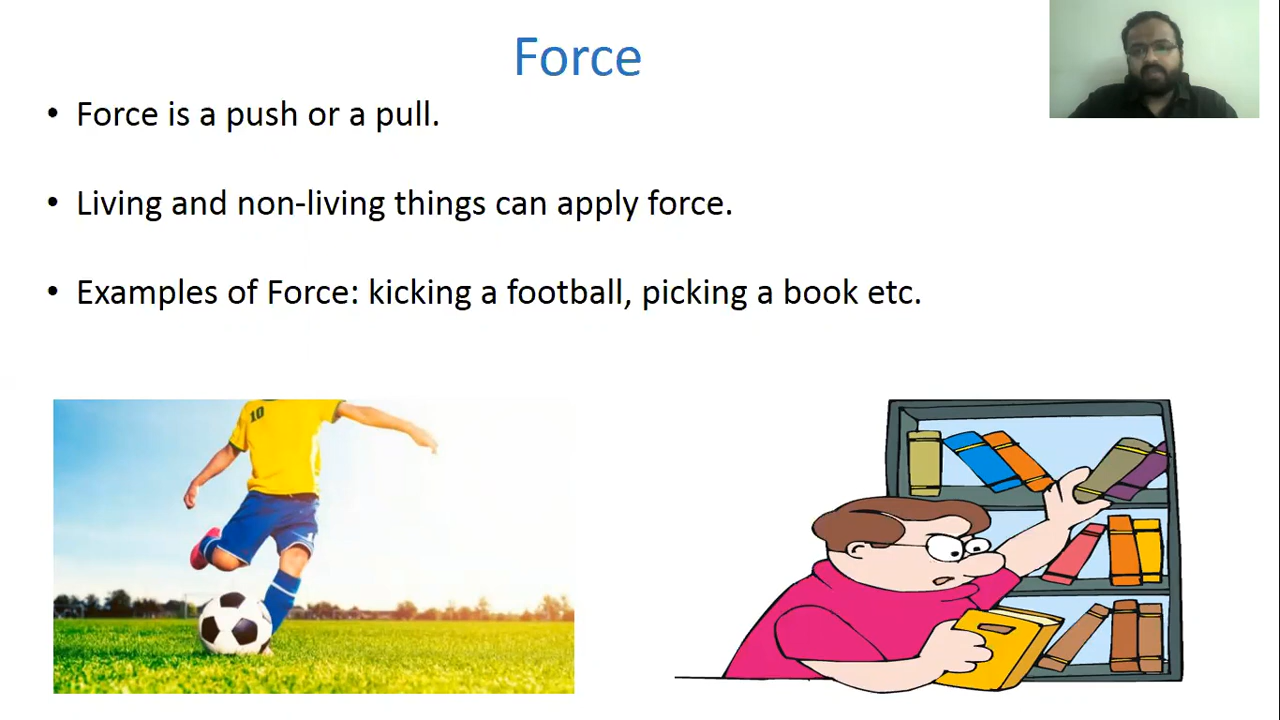 Force
• Force is a push or a pull.
• Living and non-living things can apply force.
• Examples of Force: kicking a football, picking a book etc.
10